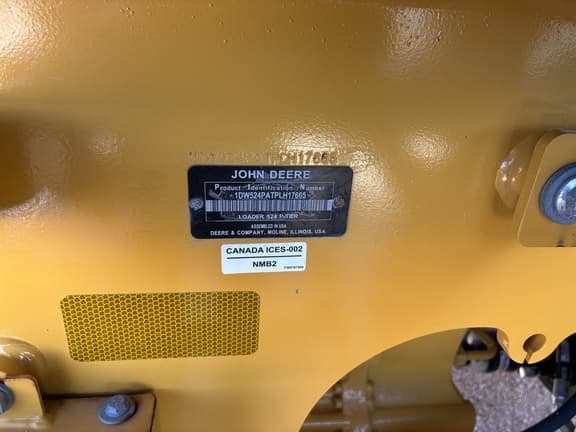 JOHN DEERE
Product Identification Number
1DW524PATPLH17665
LOADER 524 P-TIER
ASSEMBLED IN USA
DEERE & COMPANY, MOLINE, ILLINOIS, USA
CANADA ICES-002
NMB2